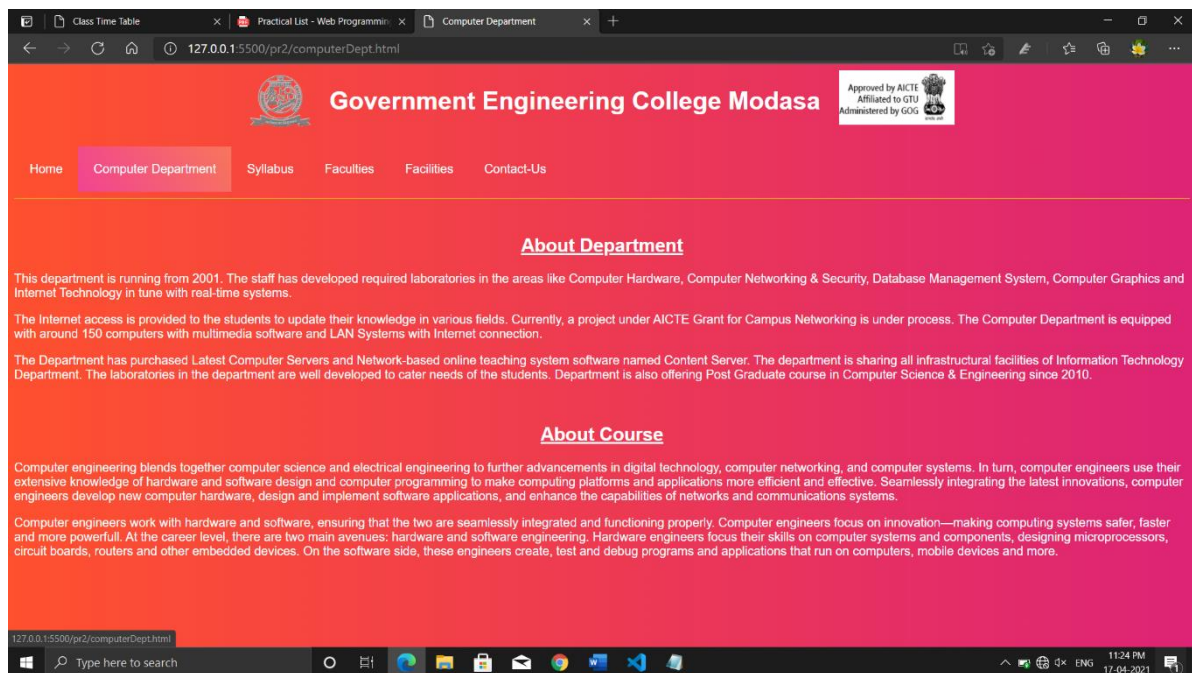 Class Time Table
Practical List - Web Programmin
Computer Department
127.0.0.1:5500/pr2/computerDept.html
Government Engineering College Modasa
Approved by AICTE
Affiliated to GTU
Administered by GOG
Home Computer Department Syllabus Faculties Facilities Contact-Us
About Department
This department is running from 2001. The staff has developed required laboratories in the areas like Computer Hardware, Computer Networking & Security, Database Management System, Computer Graphics and
Internet Technology in tune with real-time systems.
The Internet access is provided to the students to update their knowledge in various fields. Currently, a project under AICTE Grant for Campus Networking is under process. The Computer Department is equipped
with around 150 computers with multimedia software and LAN Systems with Internet connection.
The Department has purchased Latest Computer Servers and Network-based online teaching system software named Content Server. The department is sharing all infrastructural facilities of Information Technology
Department. The laboratories in the department are well developed to cater needs of the students. Department is also offering Post Graduate course in Computer Science & Engineering since 2010.
About Course
Computer engineering blends together computer science and electrical engineering to further advancements in digital technology, computer networking, and computer systems. In turn, computer engineers use their
extensive knowledge of hardware and software design and computer programming to make computing platforms and applications more efficient and effective. Seamlessly integrating the latest innovations, computer
engineers develop new computer hardware, design and implement software applications, and enhance the capabilities of networks and communications systems.
Computer engineers work with hardware and software, ensuring that the two are seamlessly integrated and functioning properly. Computer engineers focus on innovation—making computing systems safer, faster
and more powerfull. At the career level, there are two main avenues: hardware and software engineering. Hardware engineers focus their skills on computer systems and components, designing microprocessors,
circuit boards, routers and other embedded devices. On the software side, these engineers create, test and debug programs and applications that run on computers, mobile devices and more.
127.0.0.1:5500/pr2/computerDept.html
Type here to search
ENG
11:24 PM
17-04-2021